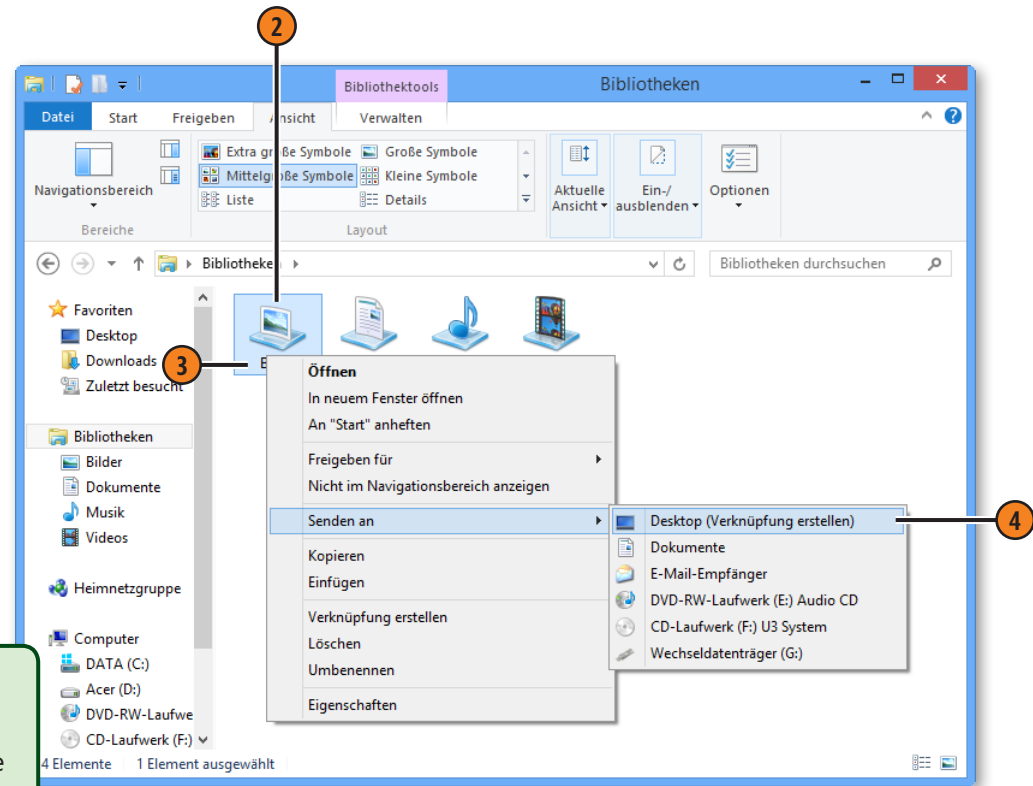 2
Bibliothektools
Bibliotheken
Datei Start Freigeben Ansicht Verwalten
Extra große Symbole Große Symbole
Mittelgroße Symbole Kleine Symbole
Liste Details
Navigationsbereich
Aktuelle Ansicht
Ein-/ ausblenden
Optionen
Bereiche Layout
Bibliotheken
Bibliotheken durchsuchen
Favoriten
Desktop
Downloads
3
Zuletzt besucht
Bibliotheken
Bilder
Dokumente
Musik
Videos
Heimnetzgruppe
Computer
DATA (C:)
Acer (D:)
DVD-RW-Laufwe
CD-Laufwerk (F:)
Öffnen
In neuem Fenster öffnen
An "Start" anheften
Freigeben für
Nicht im Navigationsbereich anzeigen
Senden an
Kopieren
Einfügen
Verknüpfung erstellen
Löschen
Umbenennen
Eigenschaften
Desktop (Verknüpfung erstellen)
4
Dokumente
E-Mail-Empfänger
DVD-RW-Laufwerk (E:) Audio CD
CD-Laufwerk (F:) U3 System
Wechseldatenträger (G:)
e
4 Elemente 1 Element ausgewählt